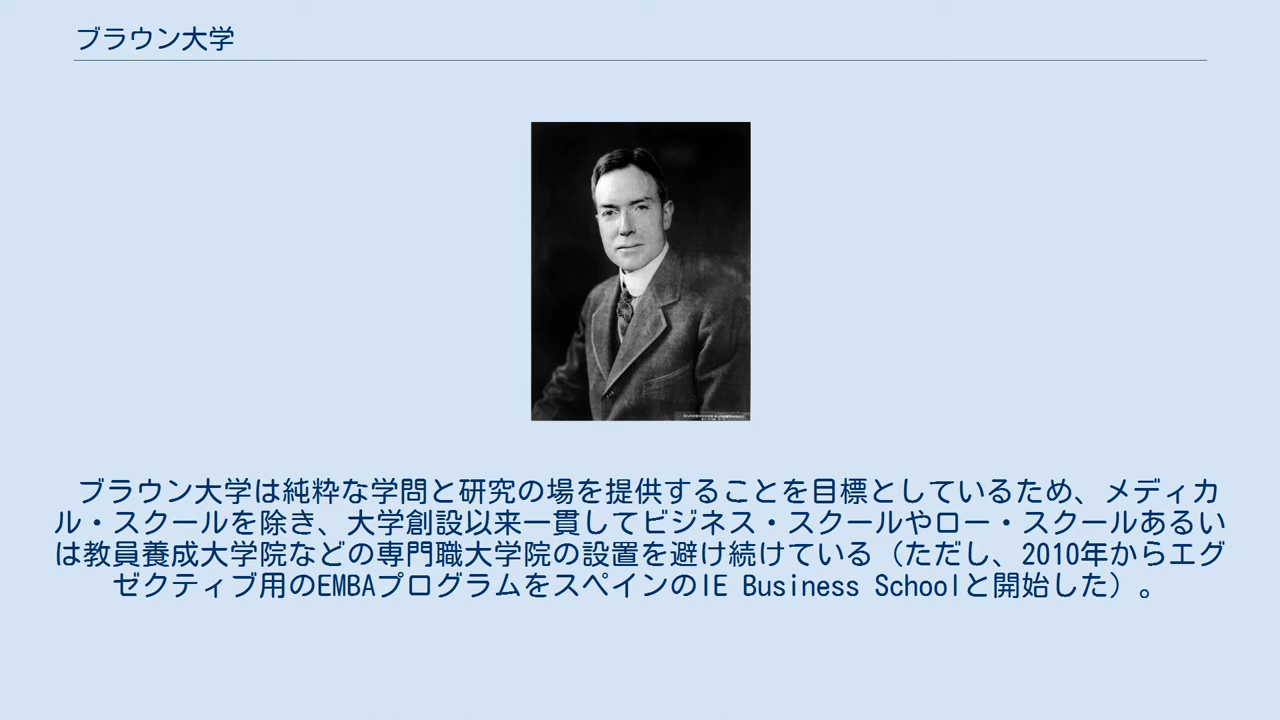 ブラウン大学
ブラウン大学は純粋な学問と研究の場を提供することを目標としているため、メディカ
ル・スクールを除き、大学創設以来一貫してビジネス・スクールやロー・スクールあるい
は教員養成大学院などの専門職大学院の設置を避け続けている（ただし、2010年からエグ
ゼクティブ用のEMBAプログラムをスペインのIE Business Schoolと開始した）。